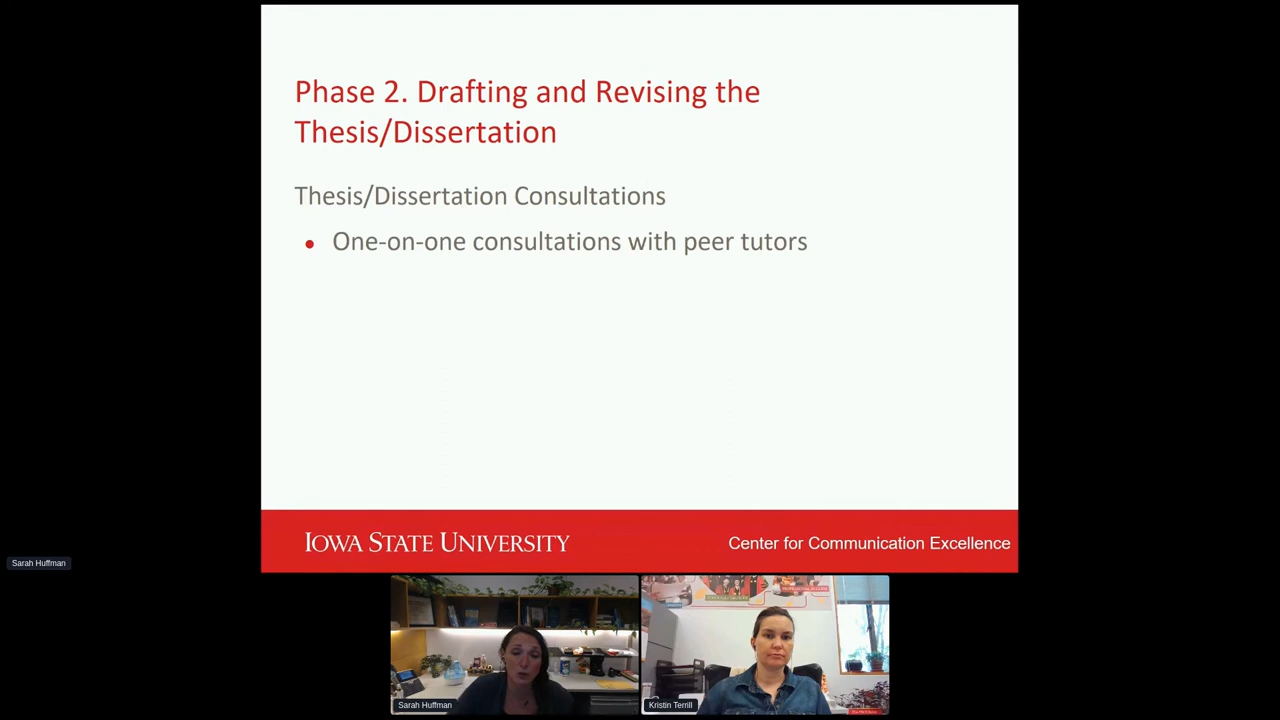 Phase 2. Drafting and Revising the
Thesis/Dissertation
Thesis/Dissertation Consultations
• One-on-one consultations with peer tutors
IOWA STATE UNIVERSITY
Center for Communication Excellence
Sarah Huffman
Sarah Huffman
Kristin Terrill